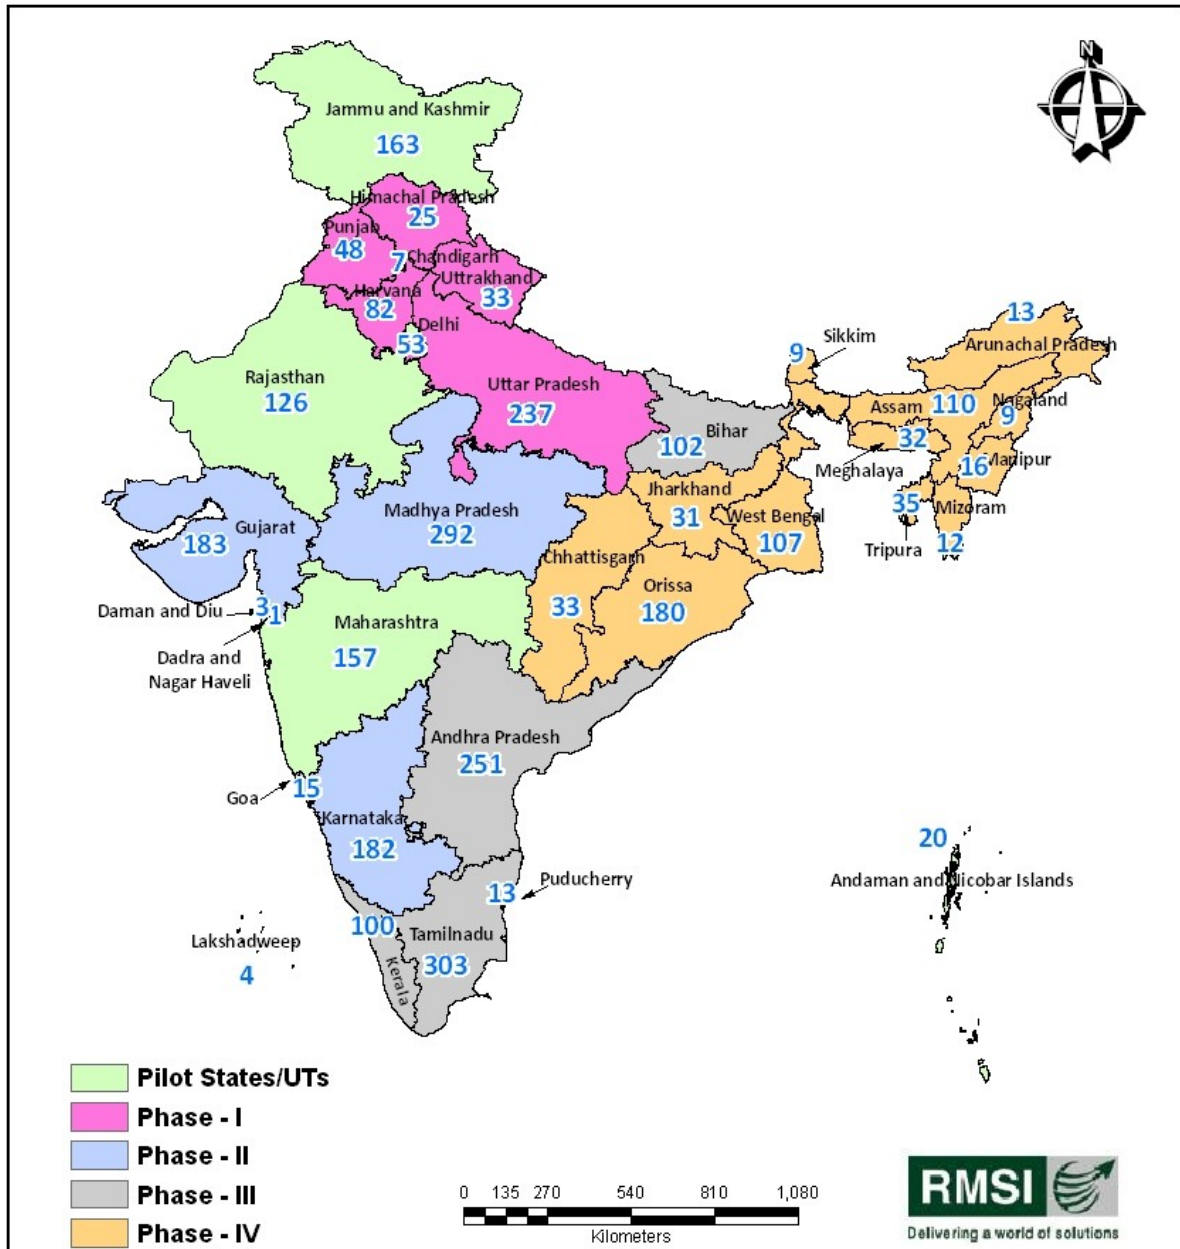 N
Jammu and Kashmir
163
Himachal Pradesh
25
Punjab
48
7
Chandigarh
Uttrakhand
33
Haryana
82
Delhi
53
Rajasthan
126
Uttar Pradesh
237
13
Arunachal Pradesh
Sikkim
9
Assam
110
Nagaland
9
Bihar
102
32
Meghalaya
Manipur
16
Jharkhand
31
West Bengal
107
35
Tripura
Mizoram
12
Gujarat
183
Madhya Pradesh
292
Chhattisgarh
33
Orissa
180
Daman and Diu
3
1
Dadra and
Nagar Haveli
Maharashtra
157
Andhra Pradesh
251
Goa
15
Karnataka
182
20
Andaman and Nicobar Islands
13
Puducherry
100
Kerala
Tamilnadu
303
Lakshadweep
4
Pilot States/UTs
Phase - I
Phase - II
Phase - III
Phase - IV
0 135 270 540 810 1,080
Kilometers
RMSI
Delivering a world of solutions